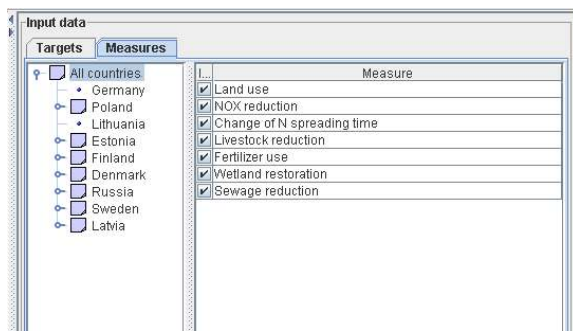 Input data
Targets Measures
All countries
Germany
Poland
Lithuania
Estonia
Finland
Denmark
Russia
Sweden
Latvia
I... Measure
Land use
NOX reduction
Change of N spreading time
Livestock reduction
Fertilizer use
Wetland restoration
Sewage reduction